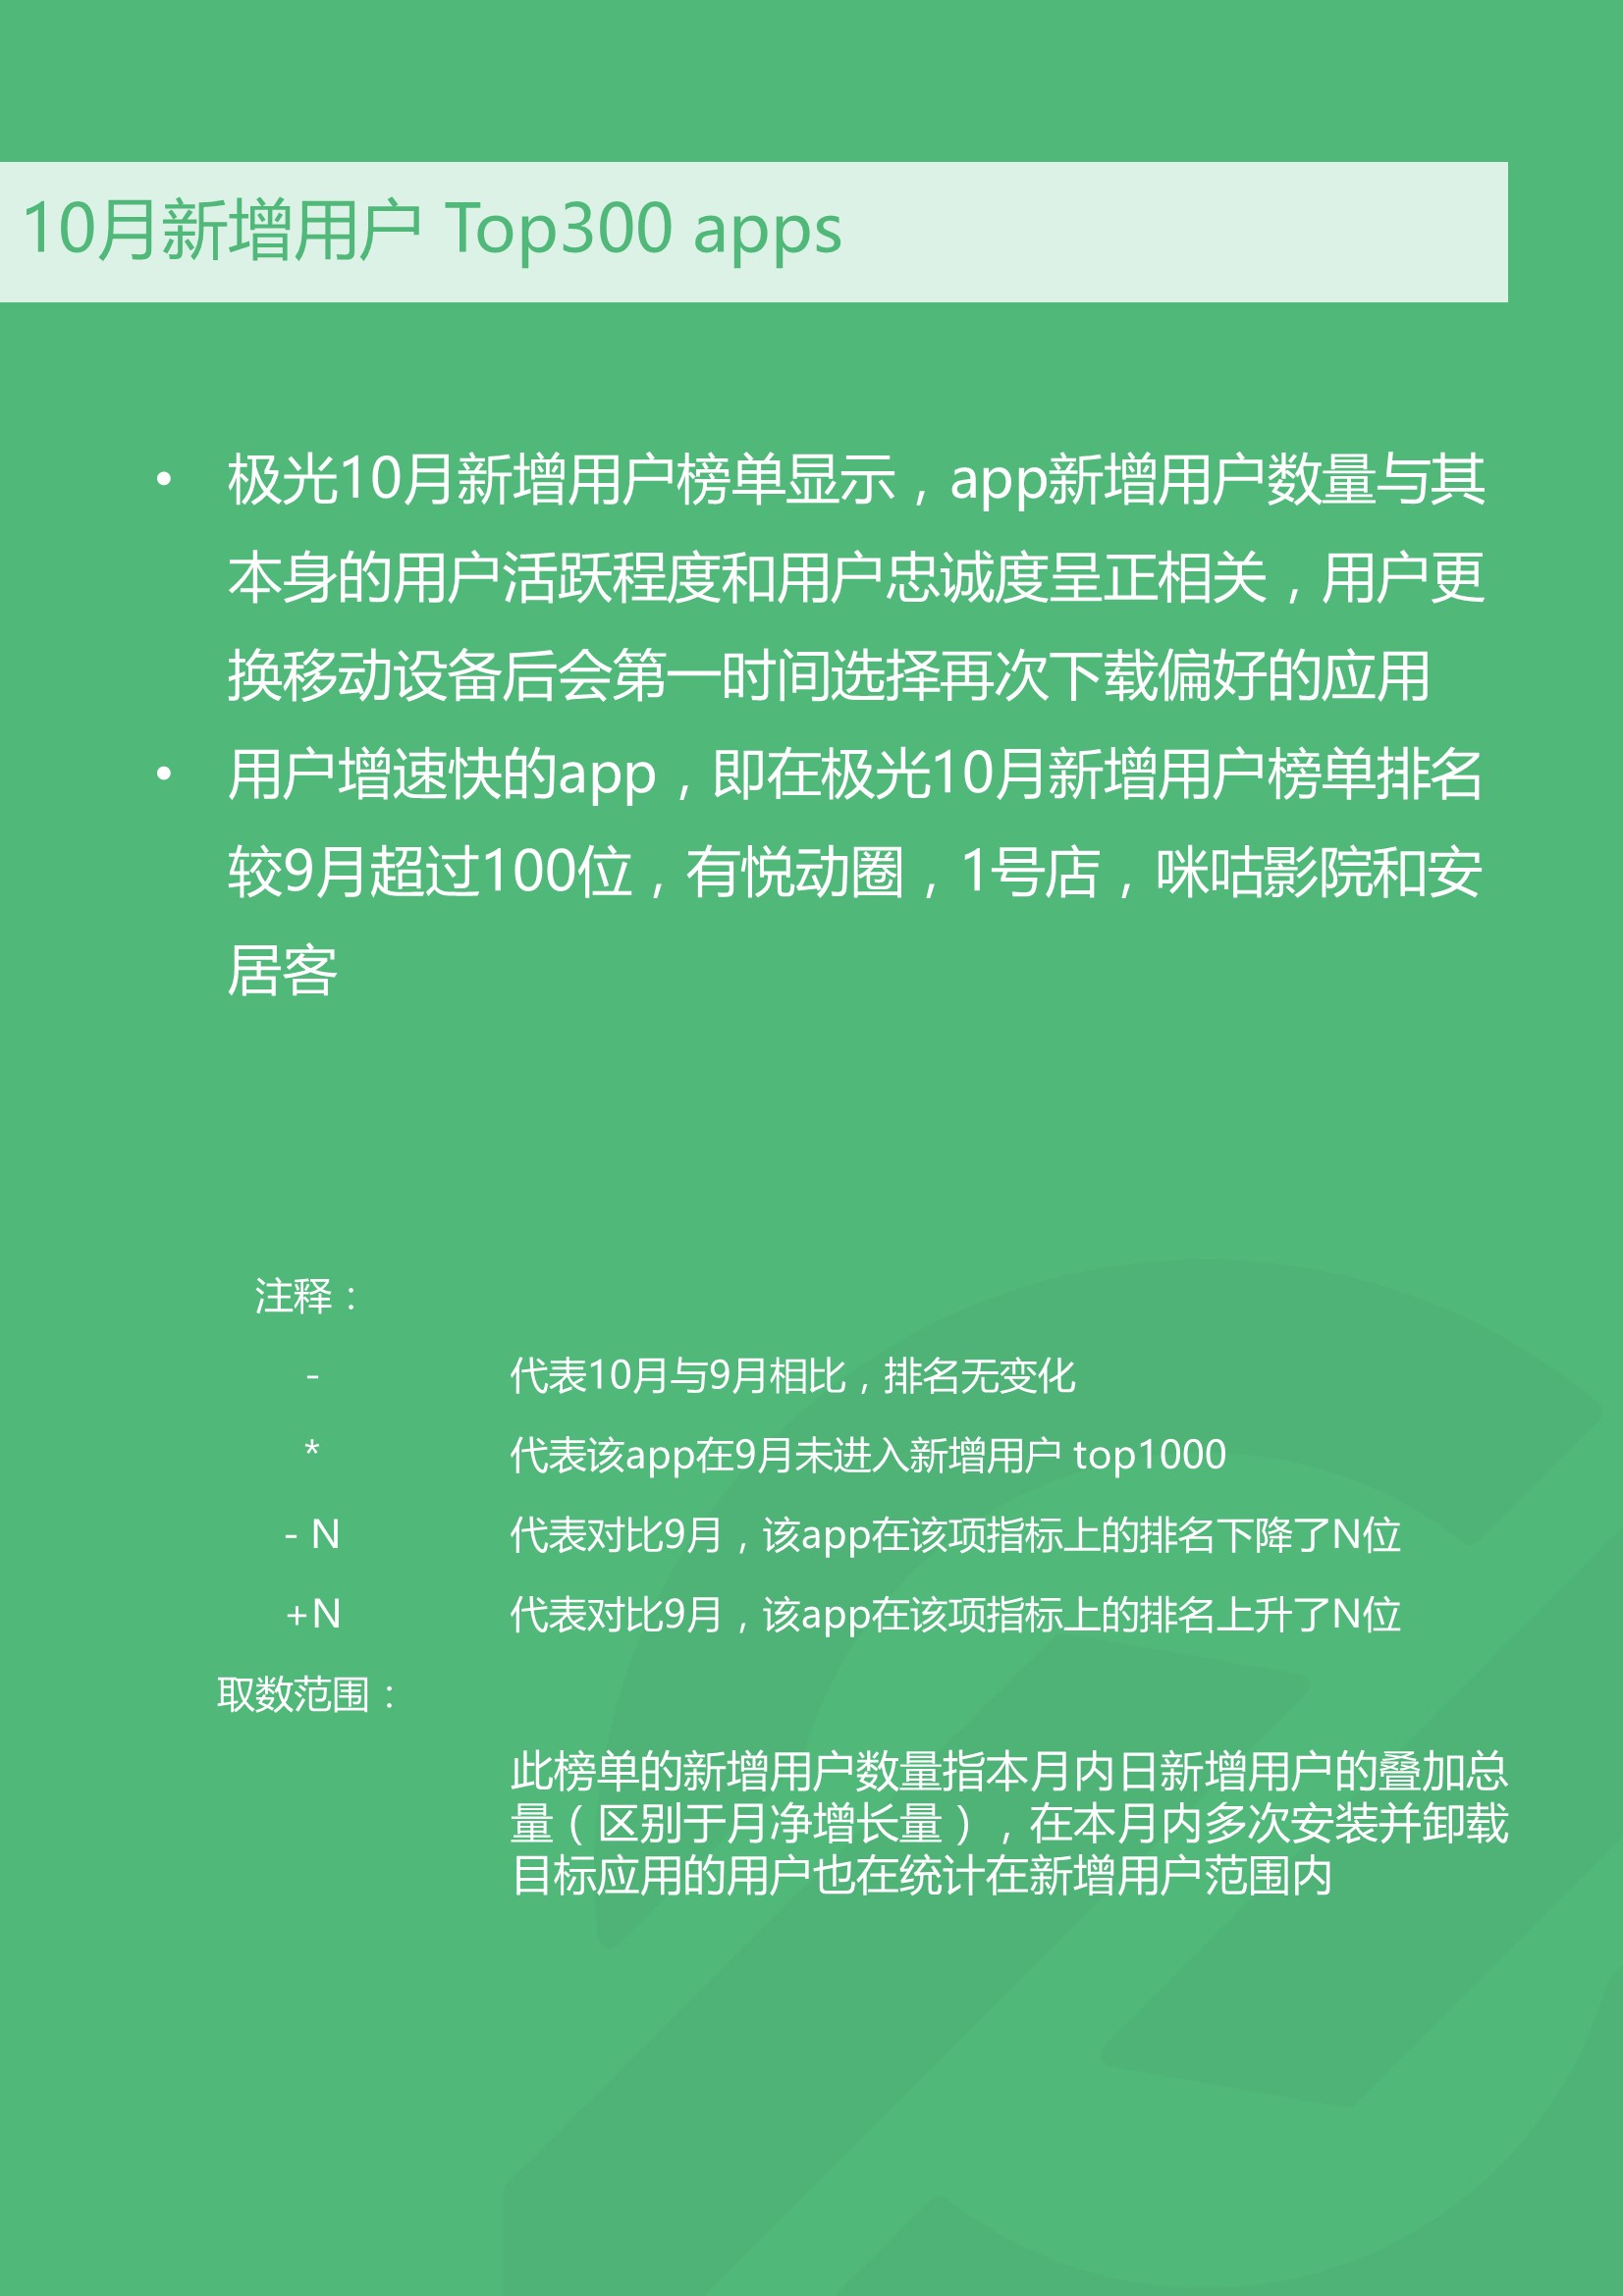 10月新增用户 Top300 apps
• 极光10月新增用户榜单显示，app新增用户数量与其
本身的用户活跃程度和用户忠诚度呈正相关，用户更
换移动设备后会第一时间选择再次下载偏好的应用
• 用户增速快的app，即在极光10月新增用户榜单排名
较9月超过100位，有悦动圈，1号店，咪咕影院和安
居客
注释：
- 代表10月与9月相比，排名无变化
* 代表该app在9月未进入新增用户 top1000
- N 代表对比9月，该app在该项指标上的排名下降了N位
+N 代表对比9月，该app在该项指标上的排名上升了N位
取数范围：
此榜单的新增用户数量指本月内日新增用户的叠加总
量（区别于月净增长量），在本月内多次安装并卸载
目标应用的用户也在统计在新增用户范围内